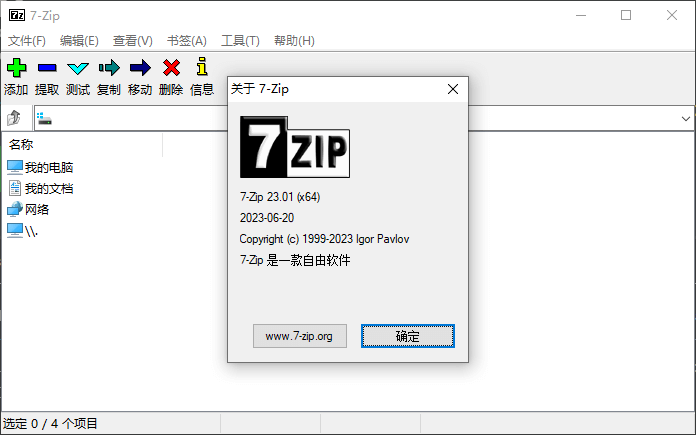 7z 7-Zip
文件(F) 编辑(E) 查看(V) 书签(A) 工具(T) 帮助(H)
添加 提取 测试 复制 移动 删除 信息
关于 7-Zip
7ZIP
7-Zip 23.01 (x64)
2023-06-20
Copyright (c) 1999-2023 Igor Pavlov
7-Zip 是一款自由软件
www.7-zip.org 确定
名称
我的电脑
我的文档
网络
\\.
选定 0 / 4 个项目